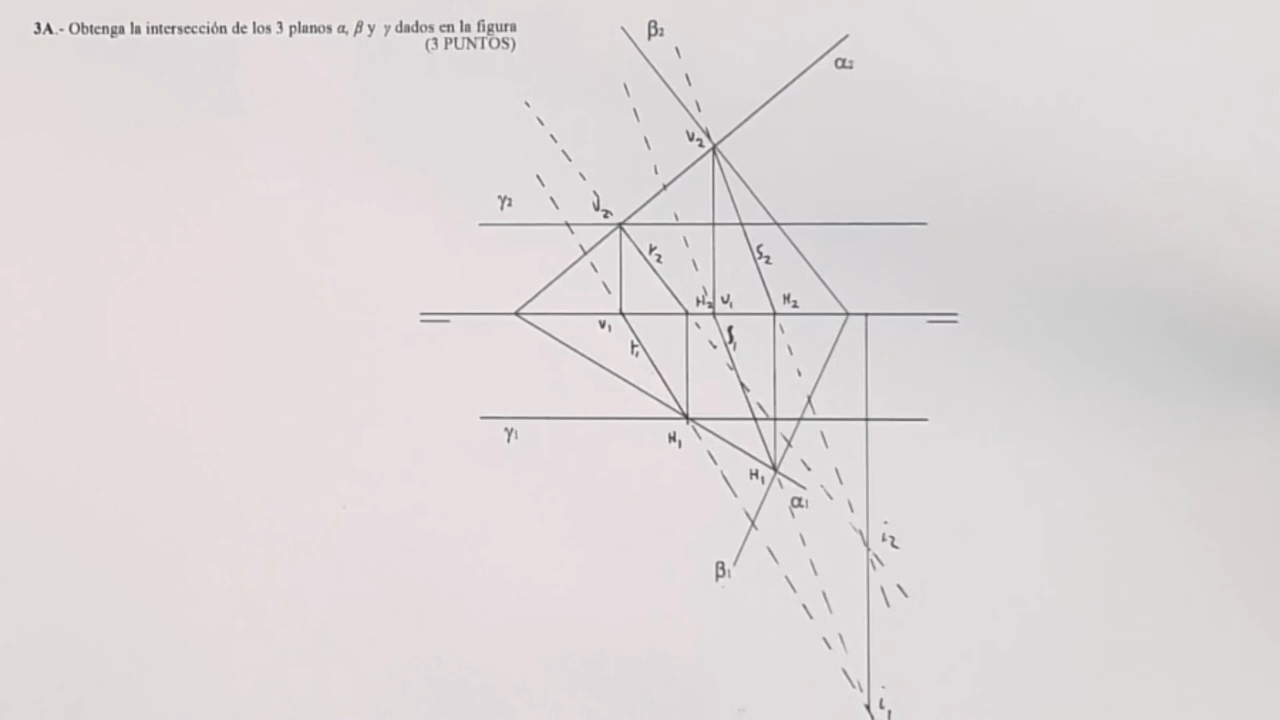 3A.- Obtenga la intersección de los 3 planos α, β y γ dados en la figura
(3 PUNTOS)
β₂
α₂
V₂
γ₂
V₂
r₂
S₂
H₂ V₁
H₂
V₁
r₁
S₁
γ₁
H₁
H₁
α₁
i₂
β₁
i₁